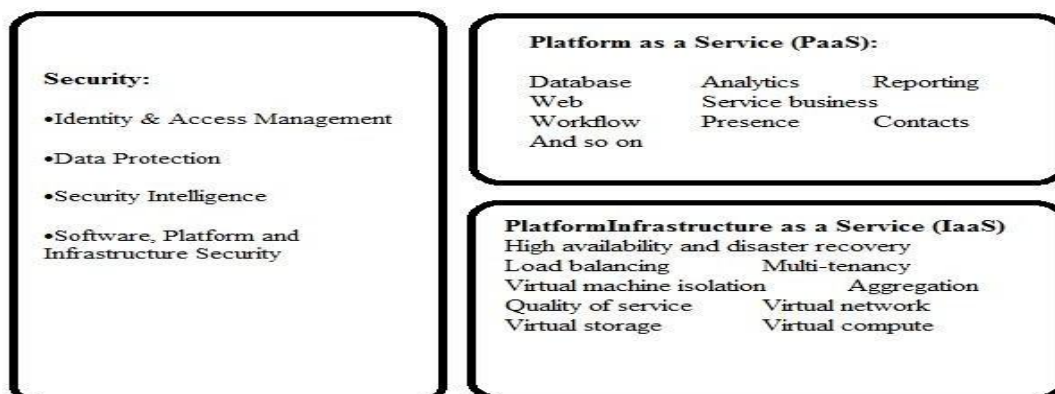 Security:
•Identity & Access Management
•Data Protection
•Security Intelligence
•Software, Platform and
Infrastructure Security
Platform as a Service (PaaS):
Database Analytics Reporting
Web Service business
Workflow Presence Contacts
And so on
PlatformInfrastructure as a Service (IaaS)
High availability and disaster recovery
Load balancing Multi-tenancy
Virtual machine isolation Aggregation
Quality of service Virtual network
Virtual storage Virtual compute